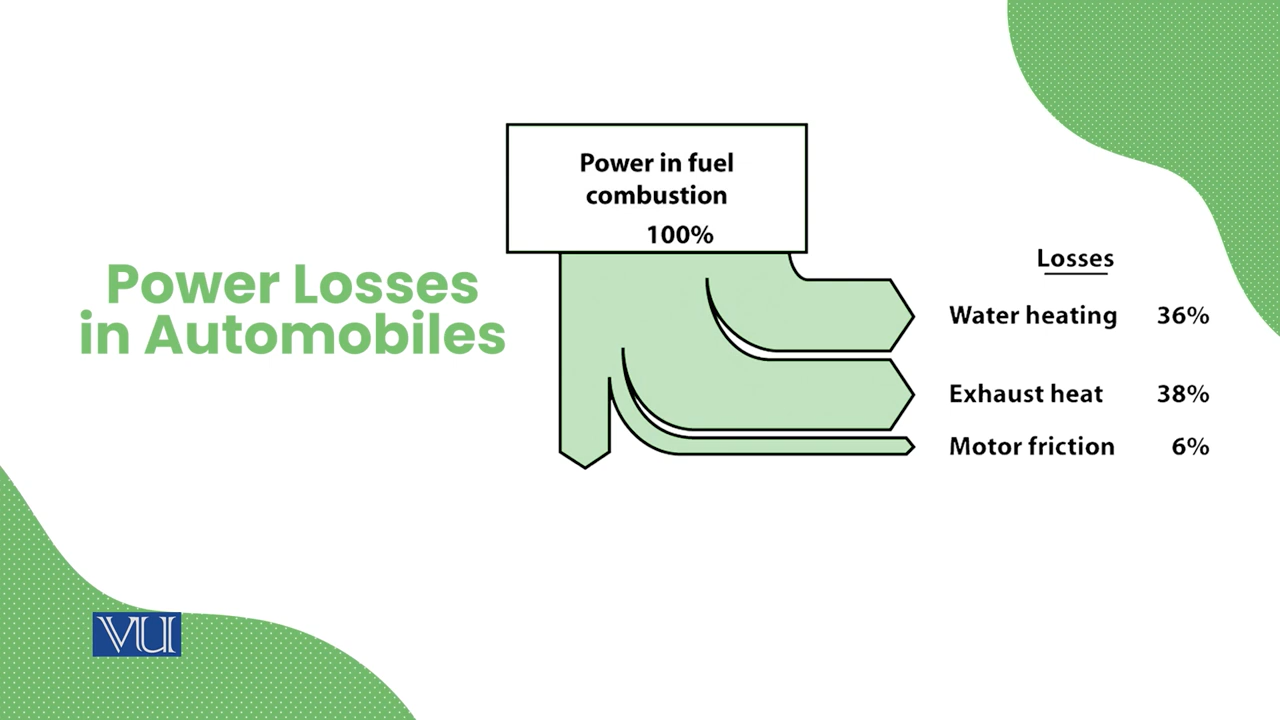 Power in fuel
combustion
100%
Power Losses
in Automobiles
Losses
Water heating 36%
Exhaust heat 38%
Motor friction 6%
VU